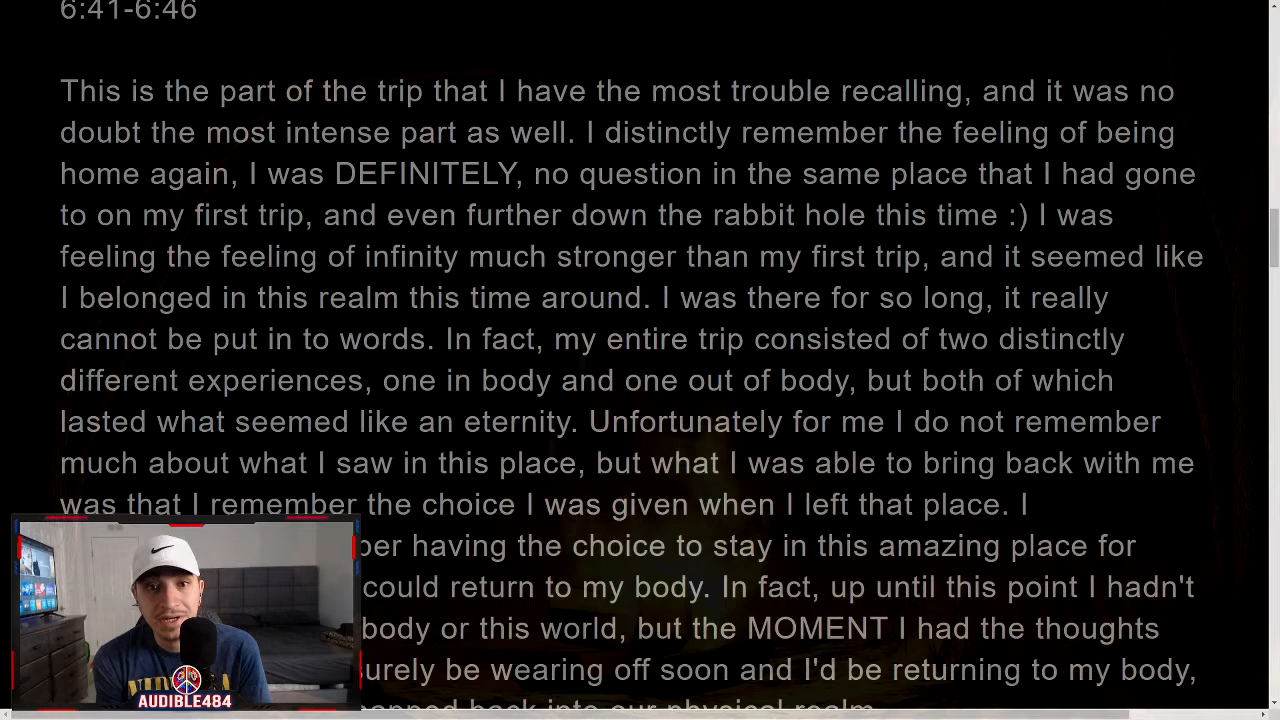 6:41-6:46
This is the part of the trip that I have the most trouble recalling, and it was no
doubt the most intense part as well. I distinctly remember the feeling of being
home again, I was DEFINITELY, no question in the same place that I had gone
to on my first trip, and even further down the rabbit hole this time :) I was
feeling the feeling of infinity much stronger than my first trip, and it seemed like
I belonged in this realm this time around. I was there for so long, it really
cannot be put in to words. In fact, my entire trip consisted of two distinctly
different experiences, one in body and one out of body, but both of which
lasted what seemed like an eternity. Unfortunately for me I do not remember
much about what I saw in this place, but what I was able to bring back with me
was that I remember the choice I was given when I left that place. I
having the choice to stay in this amazing place for
could return to my body. In fact, up until this point I hadn't
body or this world, but the MOMENT I had the thoughts
surely be wearing off soon and I'd be returning to my body,
back into our physical realm
AUDIBLE484